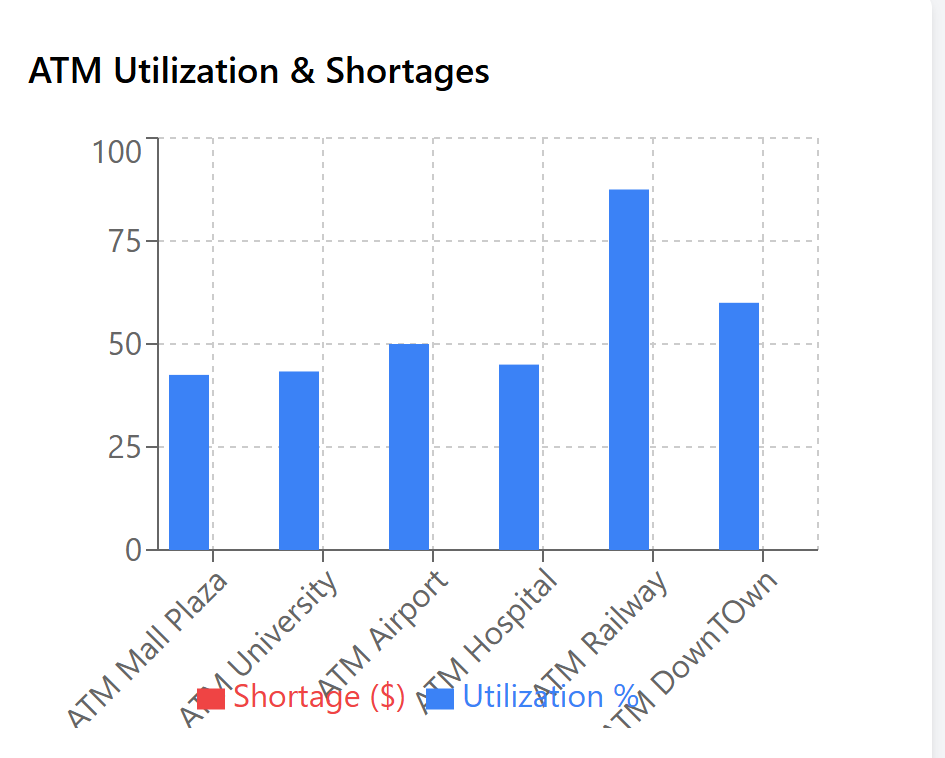 ATM Utilization & Shortages
100
75
50
25
0
ATM Mall Plaza
ATM University
ATM Airport
ATM Hospital
ATM Railway
ATM DownTOwn
Shortage ($)
Utilization %